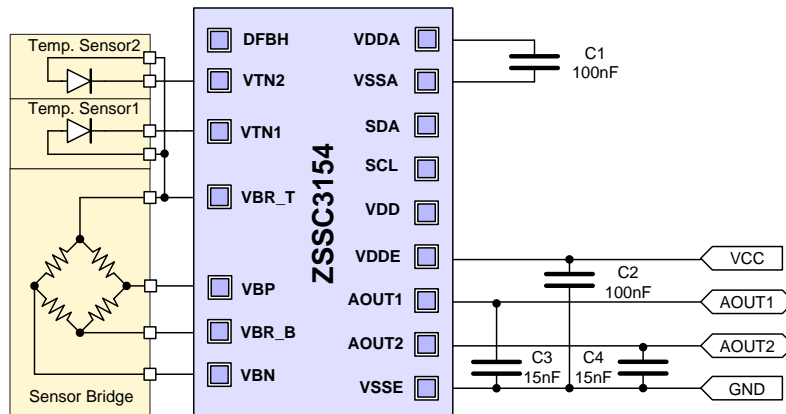 Temp. Sensor2
Temp. Sensor1
Sensor Bridge
DFBH
VTN2
VTN1
VBR_T
VBP
VBR_B
VBN
ZSSC3154
VDDA
VSSA
SDA
SCL
VDD
VDDE
AOUT1
AOUT2
VSSE
C1
100nF
C2
100nF
C3
15nF
C4
15nF
VCC
AOUT1
AOUT2
GND